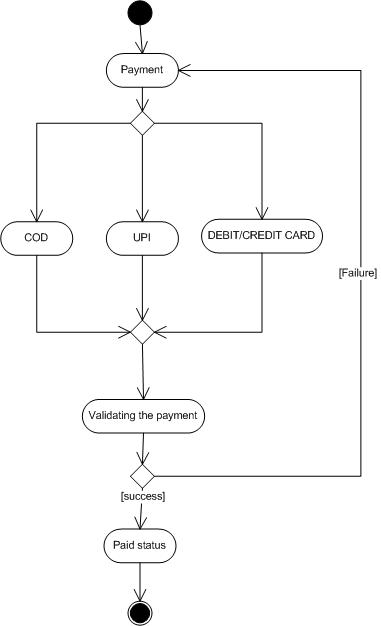 Payment
COD
UPI
DEBIT/CREDIT CARD
[Failure]
Validating the payment
[success]
Paid status